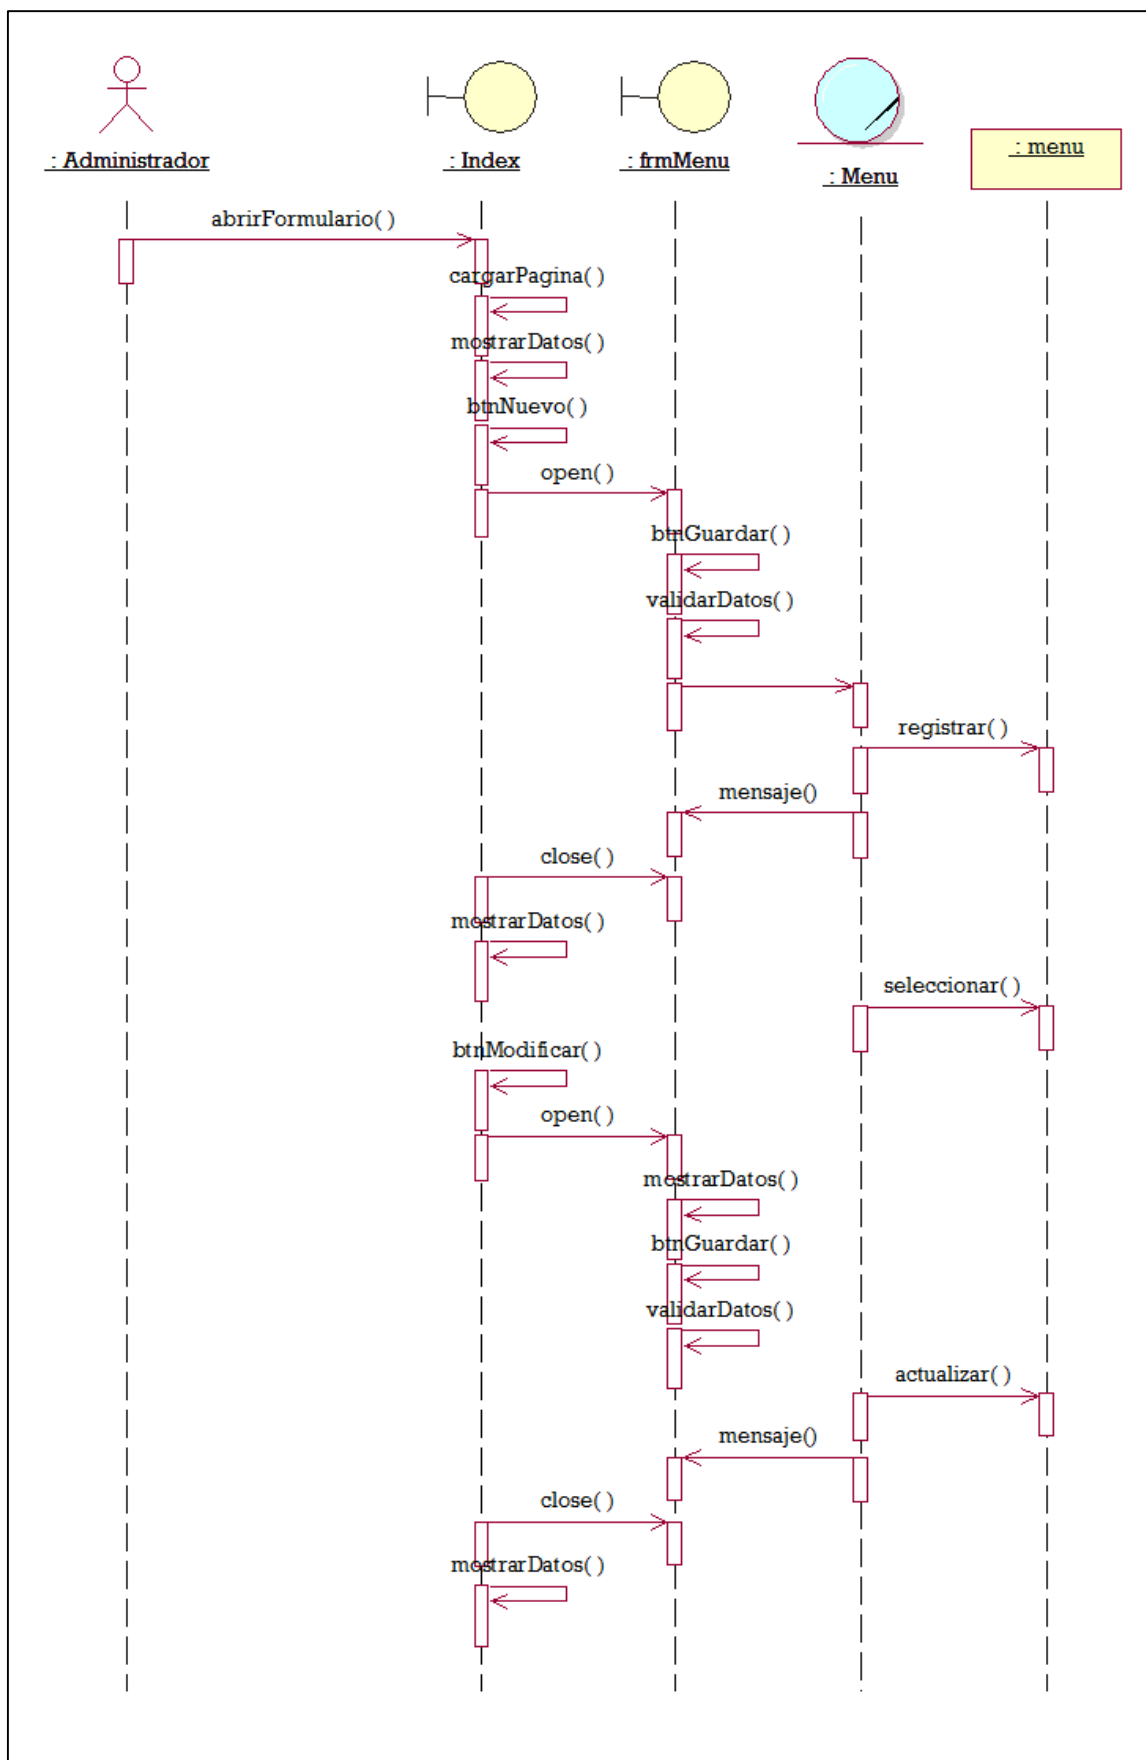 : Administrador
: Index
: frmMenu
: Menu
: menu
abrirFormulario( )
cargarPagina( )
mostrarDatos( )
btnNuevo( )
open( )
btnGuardar( )
validarDatos( )
registrar( )
mensaje()
close( )
mostrarDatos( )
seleccionar( )
btnModificar( )
open( )
mostrarDatos( )
btnGuardar( )
validarDatos( )
actualizar( )
mensaje()
close( )
mostrarDatos( )